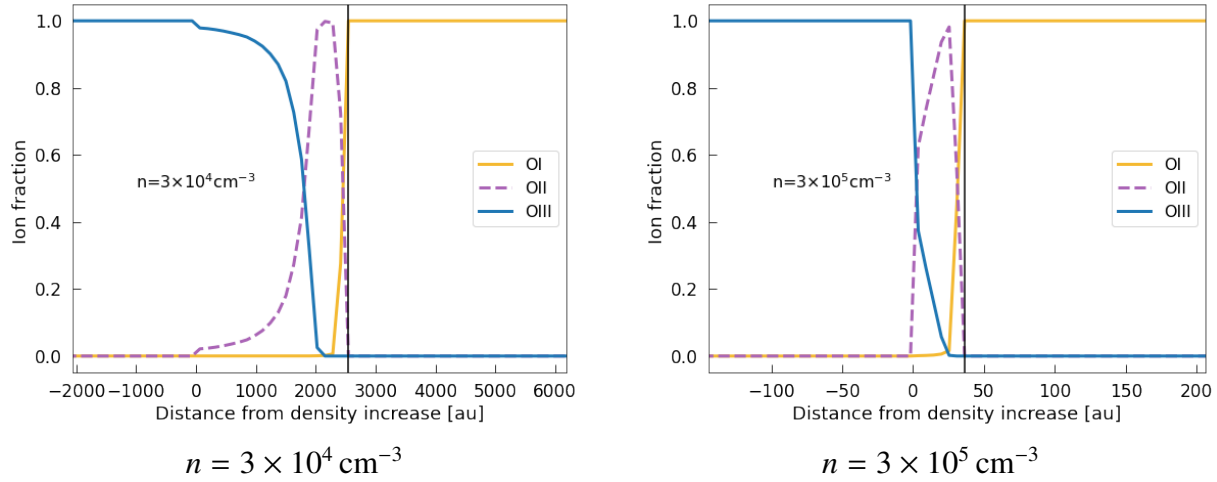 1.0
0.8
0.6
0.4
0.2
0.0
Ion fraction
n=3×10⁴cm⁻³
OI
OII
OIII
−2000 −1000 0 1000 2000 3000 4000 5000 6000
Distance from density increase [au]
n = 3 × 10⁴ cm⁻³
1.0
0.8
0.6
0.4
0.2
0.0
Ion fraction
n=3×10⁵cm⁻³
OI
OII
OIII
−100 −50 0 50 100 150 200
Distance from density increase [au]
n = 3 × 10⁵ cm⁻³